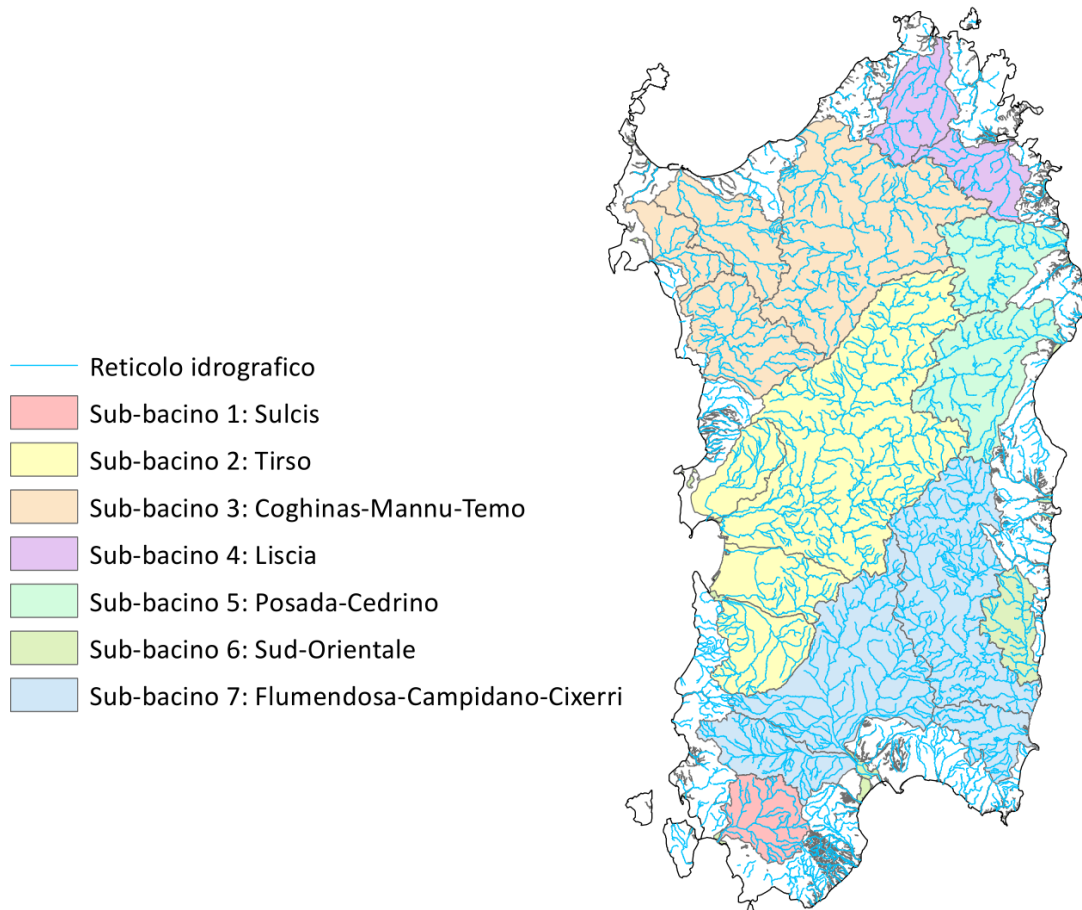 Reticolo idrografico
Sub-bacino 1: Sulcis
Sub-bacino 2: Tirso
Sub-bacino 3: Coghinas-Mannu-Temo
Sub-bacino 4: Liscia
Sub-bacino 5: Posada-Cedrino
Sub-bacino 6: Sud-Orientale
Sub-bacino 7: Flumendosa-Campidano-Cixerri